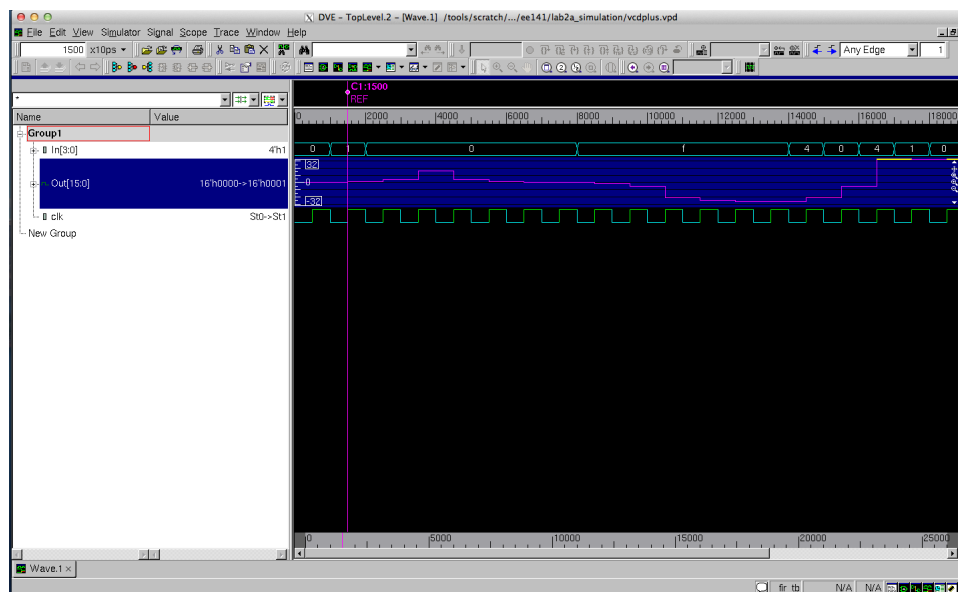 DVE - TopLevel.2 - [Wave.1] /tools/scratch/.../ee141/lab2a_simulation/vcdplus.vpd
File Edit View Simulator Signal Scope Trace Window Help
1500 x10ps Any Edge 1
C1:1500
REF
*
Name Value
0 2000 4000 6000 8000 10000 12000 14000 16000 18000
Group1
In[3:0] 4'h1 0 1 0 f 4 0 4 1 0
32
Out[15:0] 16'h0000->16'h0001 0
-32
clk St0->St1
New Group
0 5000 10000 15000 20000 25000
Wave.1
fir_tb N/A N/A